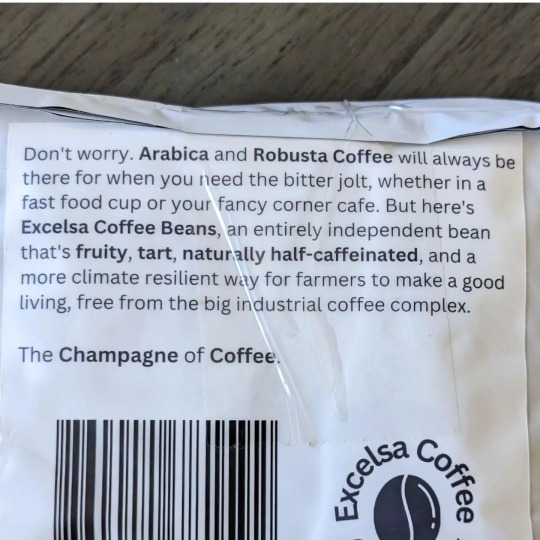 Don't worry. Arabica and Robusta Coffee will always be
there for when you need the bitter jolt, whether in a
fast food cup or your fancy corner cafe. But here's
Excelsa Coffee Beans, an entirely independent bean
that's fruity, tart, naturally half-caffeinated, and a
more climate resilient way for farmers to make a good
living, free from the big industrial coffee complex.
The Champagne of Coffee.
Excelsa Coffee